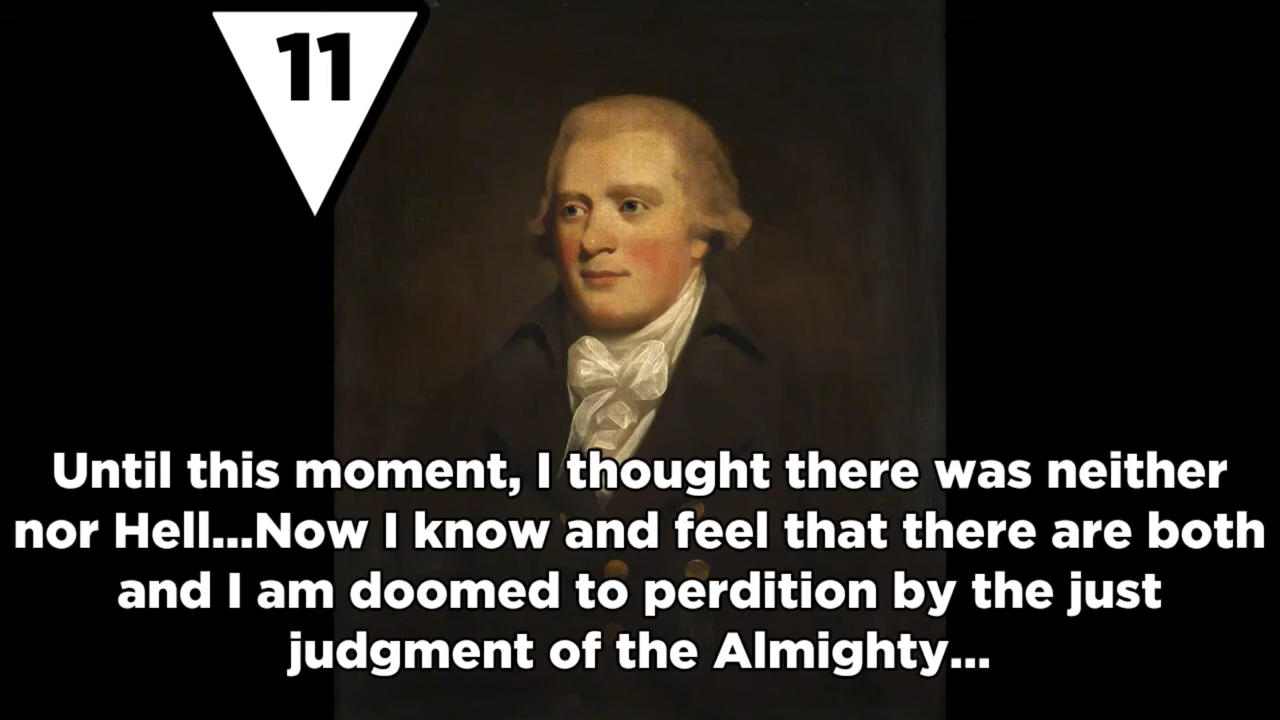 11
Until this moment, I thought there was neither
nor Hell...Now I know and feel that there are both
and I am doomed to perdition by the just
judgment of the Almighty...